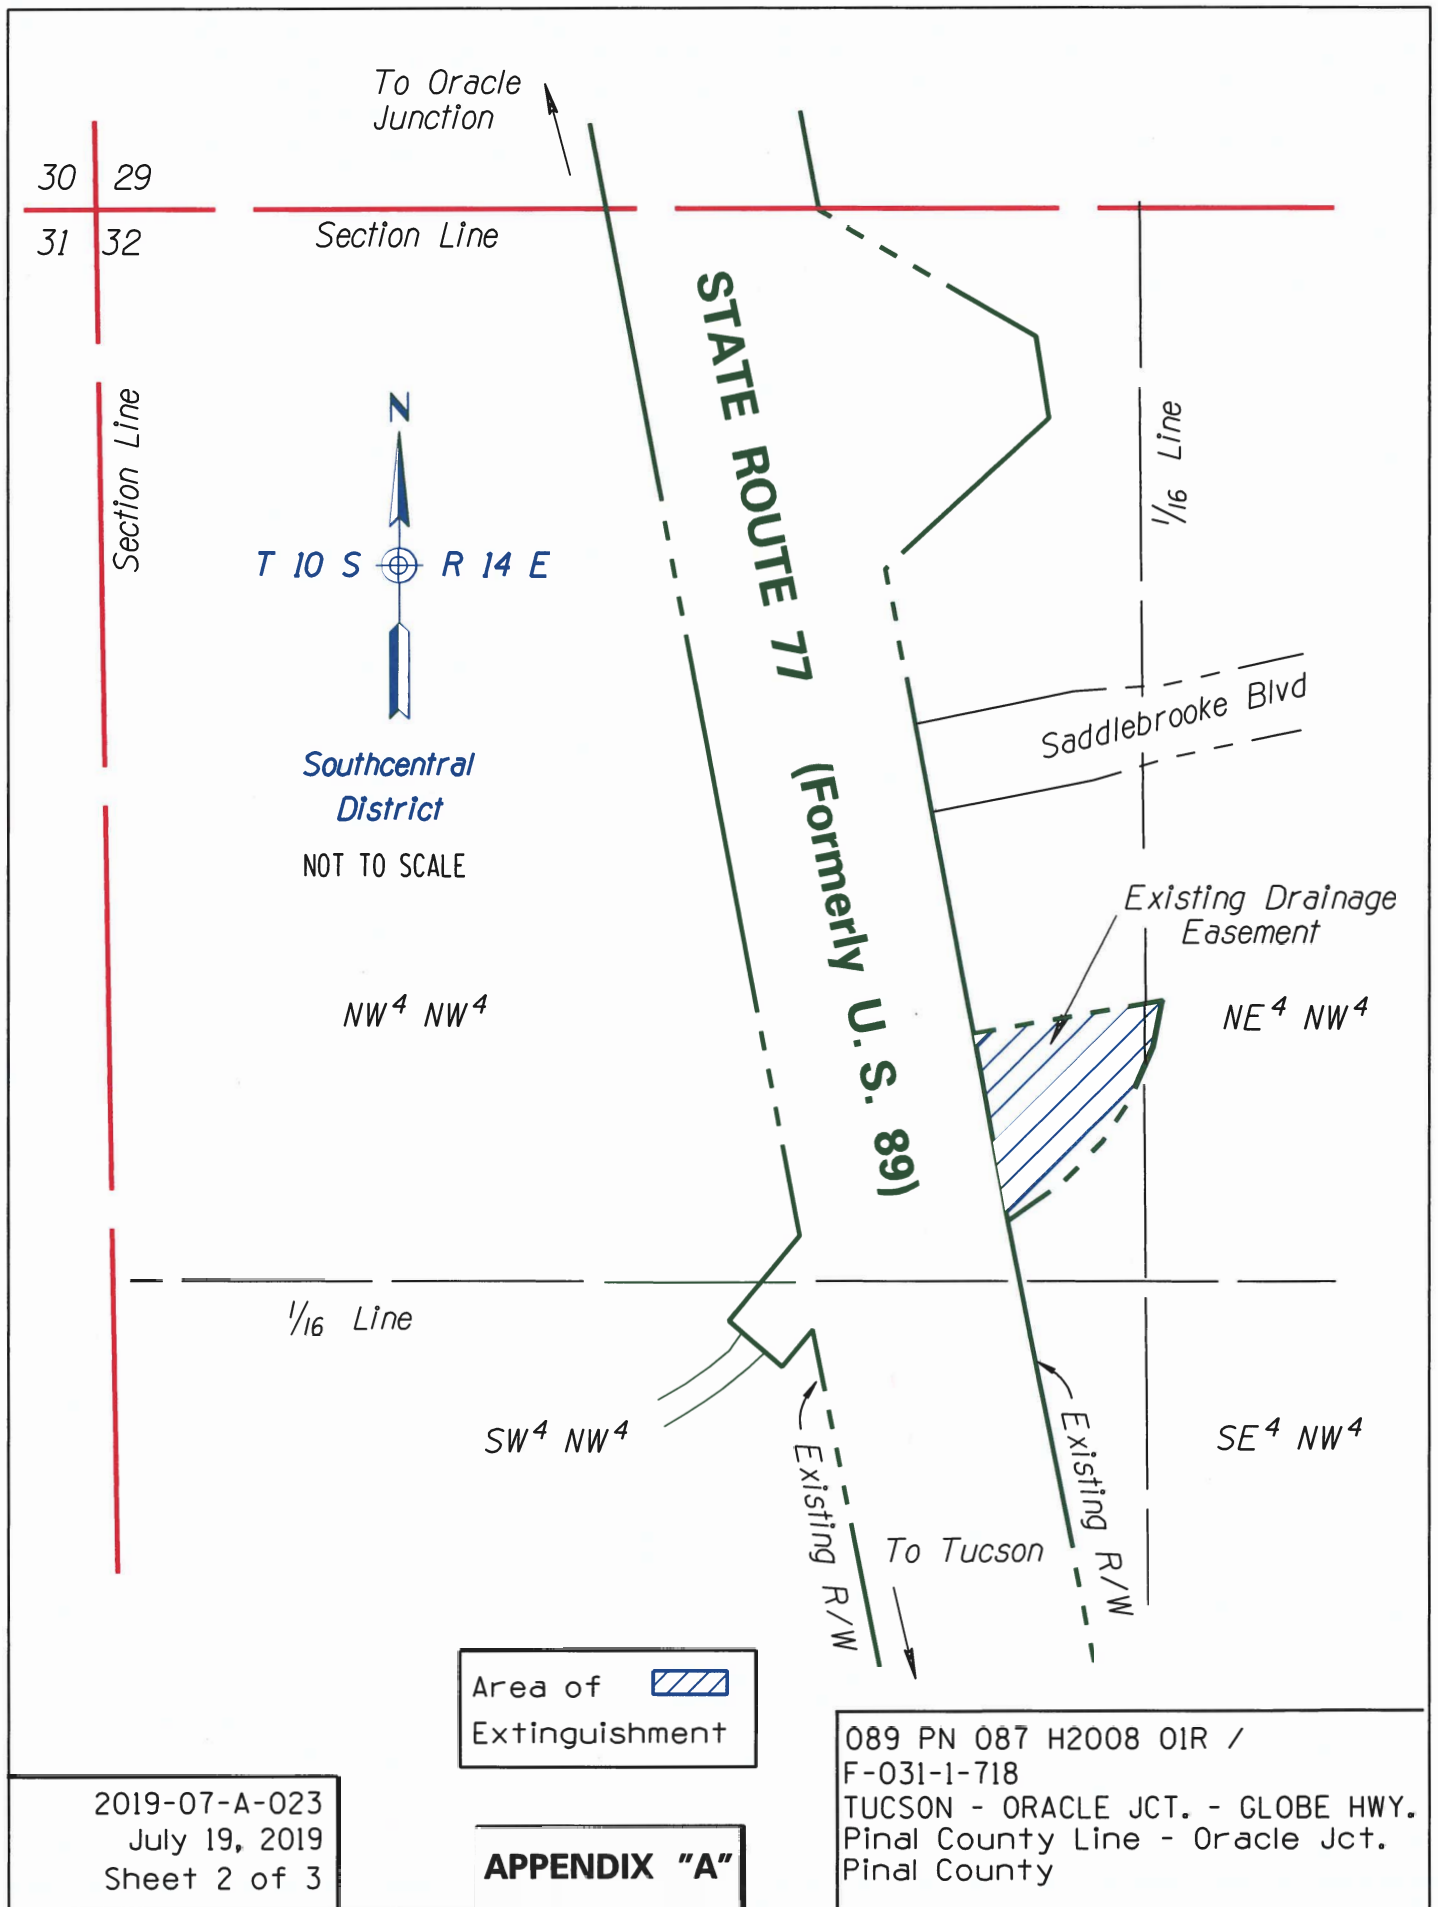 To Oracle
Junction
30 29
31 32
Section Line
Section Line
N
T 10 S R 14 E
Southcentral
District
NOT TO SCALE
STATE ROUTE 77 (Formerly U.S. 89)
1/16 Line
Saddlebrooke Blvd
Existing Drainage
Easement
NW4 NW4
NE4 NW4
1/16 Line
SW4 NW4
SE4 NW4
Existing R/W
Existing R/W
To Tucson
Area of
Extinguishment
089 PN 087 H2008 01R /
F-031-1-718
TUCSON - ORACLE JCT. - GLOBE HWY.
Pinal County Line - Oracle Jct.
Pinal County
2019-07-A-023
July 19, 2019
Sheet 2 of 3
APPENDIX "A"